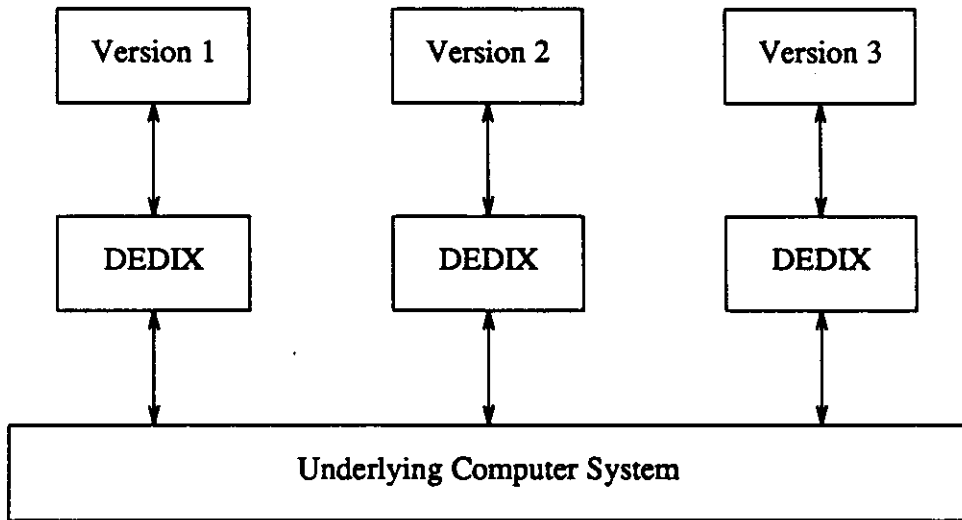 Version 1
Version 2
Version 3
DEDIX
DEDIX
DEDIX
Underlying Computer System